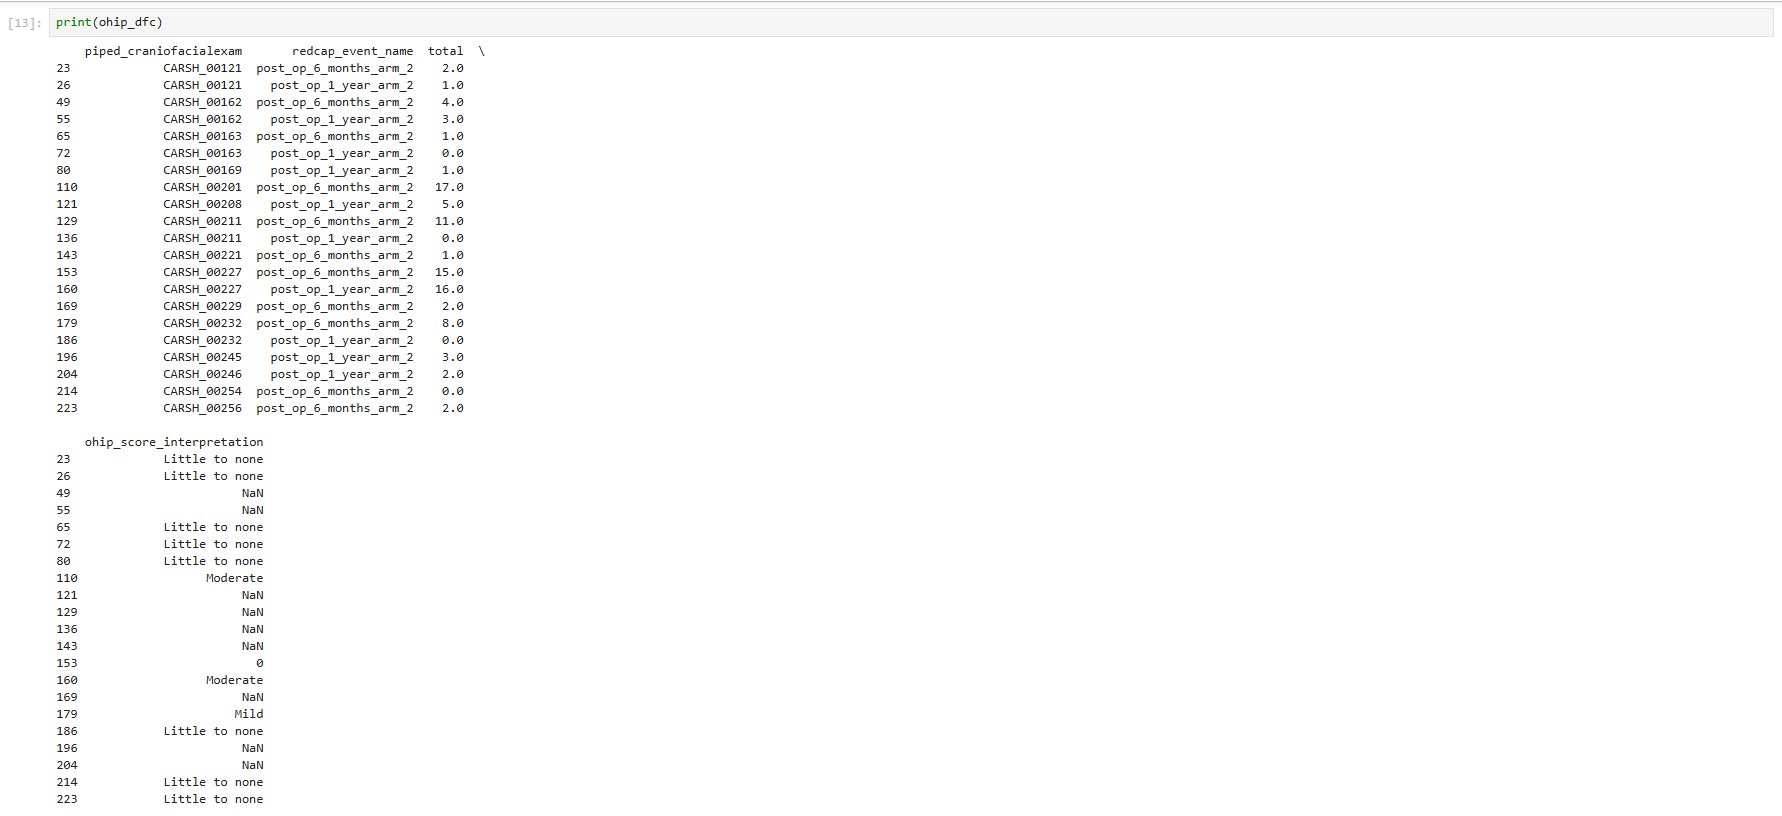 [13]: print(ohip_dfc)
piped_craniofacialexam redcap_event_name total \
23 CARSH_00121 post_op_6_months_arm_2 2.0
26 CARSH_00121 post_op_1_year_arm_2 1.0
49 CARSH_00162 post_op_6_months_arm_2 4.0
55 CARSH_00162 post_op_1_year_arm_2 3.0
65 CARSH_00163 post_op_6_months_arm_2 1.0
72 CARSH_00163 post_op_1_year_arm_2 0.0
80 CARSH_00169 post_op_1_year_arm_2 1.0
110 CARSH_00201 post_op_6_months_arm_2 17.0
121 CARSH_00208 post_op_1_year_arm_2 5.0
129 CARSH_00211 post_op_6_months_arm_2 11.0
136 CARSH_00211 post_op_1_year_arm_2 0.0
143 CARSH_00221 post_op_6_months_arm_2 1.0
153 CARSH_00227 post_op_6_months_arm_2 15.0
160 CARSH_00227 post_op_1_year_arm_2 16.0
169 CARSH_00229 post_op_6_months_arm_2 2.0
179 CARSH_00232 post_op_6_months_arm_2 8.0
186 CARSH_00232 post_op_1_year_arm_2 0.0
196 CARSH_00245 post_op_1_year_arm_2 3.0
204 CARSH_00246 post_op_1_year_arm_2 2.0
214 CARSH_00254 post_op_6_months_arm_2 0.0
223 CARSH_00256 post_op_6_months_arm_2 2.0
ohip_score_interpretation
23 Little to none
26 Little to none
49 NaN
55 NaN
65 Little to none
72 Little to none
80 Little to none
110 Moderate
121 NaN
129 NaN
136 NaN
143 NaN
153 0
160 Moderate
169 NaN
179 Mild
186 Little to none
196 NaN
204 NaN
214 Little to none
223 Little to none